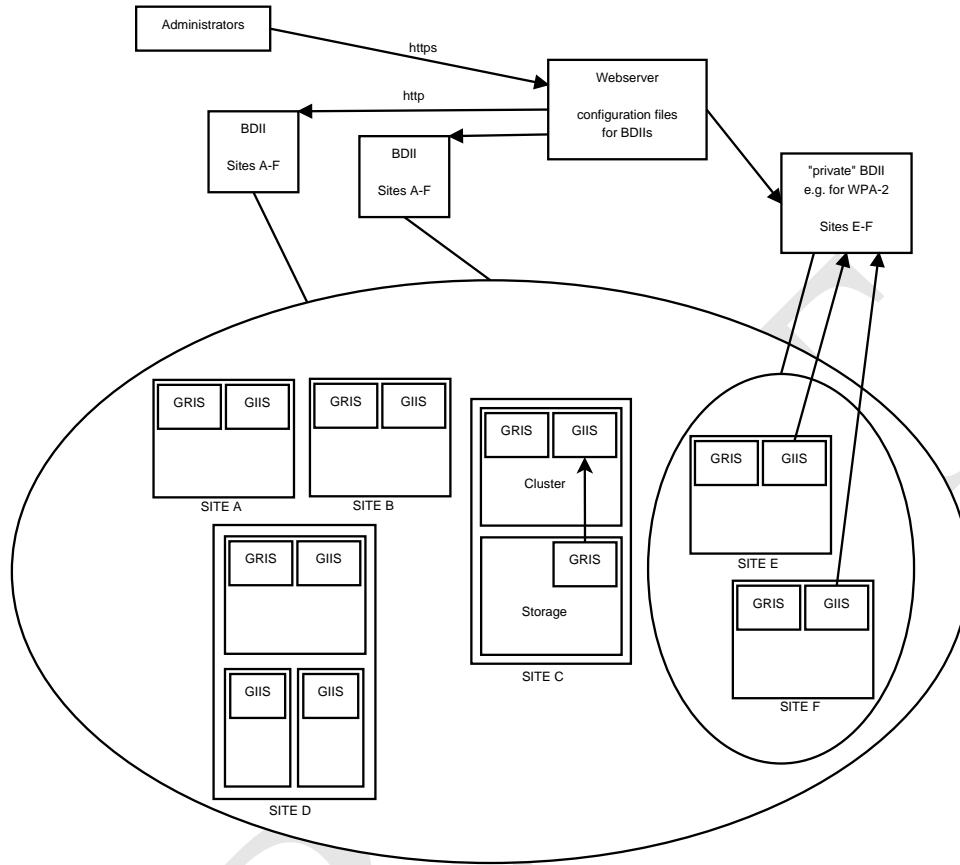 Administrators
https
Webserver
configuration files
for BDIIs
http
BDII
Sites A-F
BDII
Sites A-F
"private" BDII
e.g. for WPA-2
Sites E-F
GRIS
GIIS
SITE A
GRIS
GIIS
SITE B
GRIS
GIIS
Cluster
GRIS
Storage
SITE C
GRIS
GIIS
GIIS
GIIS
SITE D
GRIS
GIIS
SITE E
GRIS
GIIS
SITE F